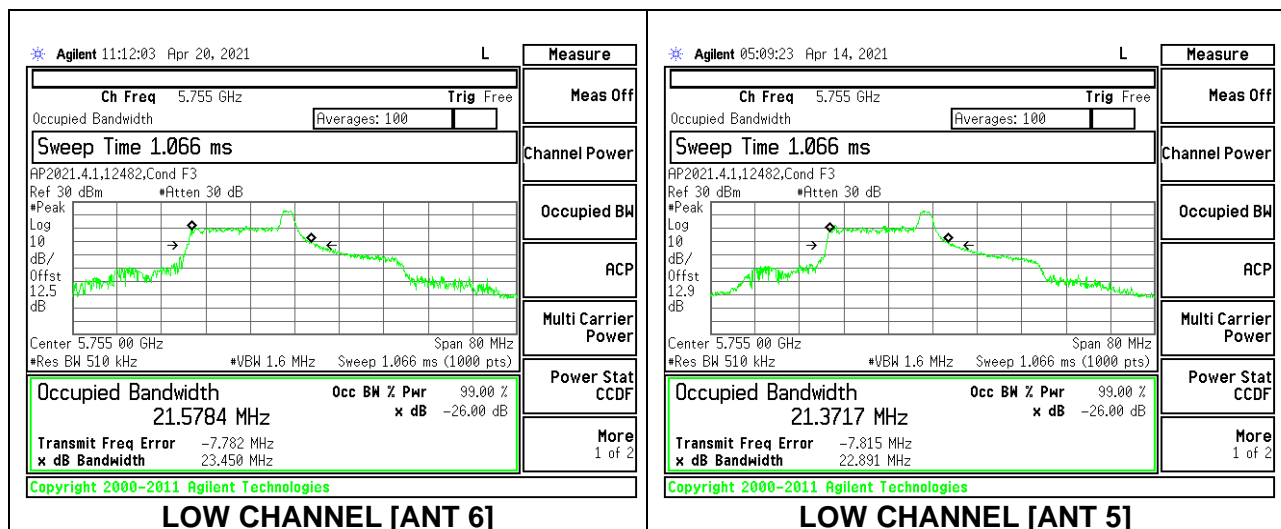 Agilent 11:12:03 Apr 20, 2021 L
Measure
Ch Freq 5.755 GHz Trig Free
Occupied Bandwidth Averages: 100
Sweep Time 1.066 ms
AP2021.4.1,12482,Cond F3
Ref 30 dBm #Atten 30 dB
#Peak
Log
10
dB/
Offst
12.5
dB
Center 5.755 00 GHz Span 80 MHz
#Res BW 510 kHz #VBW 1.6 MHz Sweep 1.066 ms (1000 pts)
Occupied Bandwidth Occ BW % Pwr 99.00 %
21.5784 MHz x dB -26.00 dB
Transmit Freq Error -7.782 MHz
x dB Bandwidth 23.450 MHz
Copyright 2000-2011 Agilent Technologies
Meas Off
Channel Power
Occupied BW
ACP
Multi Carrier
Power
Power Stat
CCDF
More
1 of 2
LOW CHANNEL [ANT 6]
Agilent 05:09:23 Apr 14, 2021 L
Measure
Ch Freq 5.755 GHz Trig Free
Occupied Bandwidth Averages: 100
Sweep Time 1.066 ms
AP2021.4.1,12482,Cond F3
Ref 30 dBm #Atten 30 dB
#Peak
Log
10
dB/
Offst
12.9
dB
Center 5.755 00 GHz Span 80 MHz
#Res BW 510 kHz #VBW 1.6 MHz Sweep 1.066 ms (1000 pts)
Occupied Bandwidth Occ BW % Pwr 99.00 %
21.3717 MHz x dB -26.00 dB
Transmit Freq Error -7.815 MHz
x dB Bandwidth 22.891 MHz
Copyright 2000-2011 Agilent Technologies
Meas Off
Channel Power
Occupied BW
ACP
Multi Carrier
Power
Power Stat
CCDF
More
1 of 2
LOW CHANNEL [ANT 5]